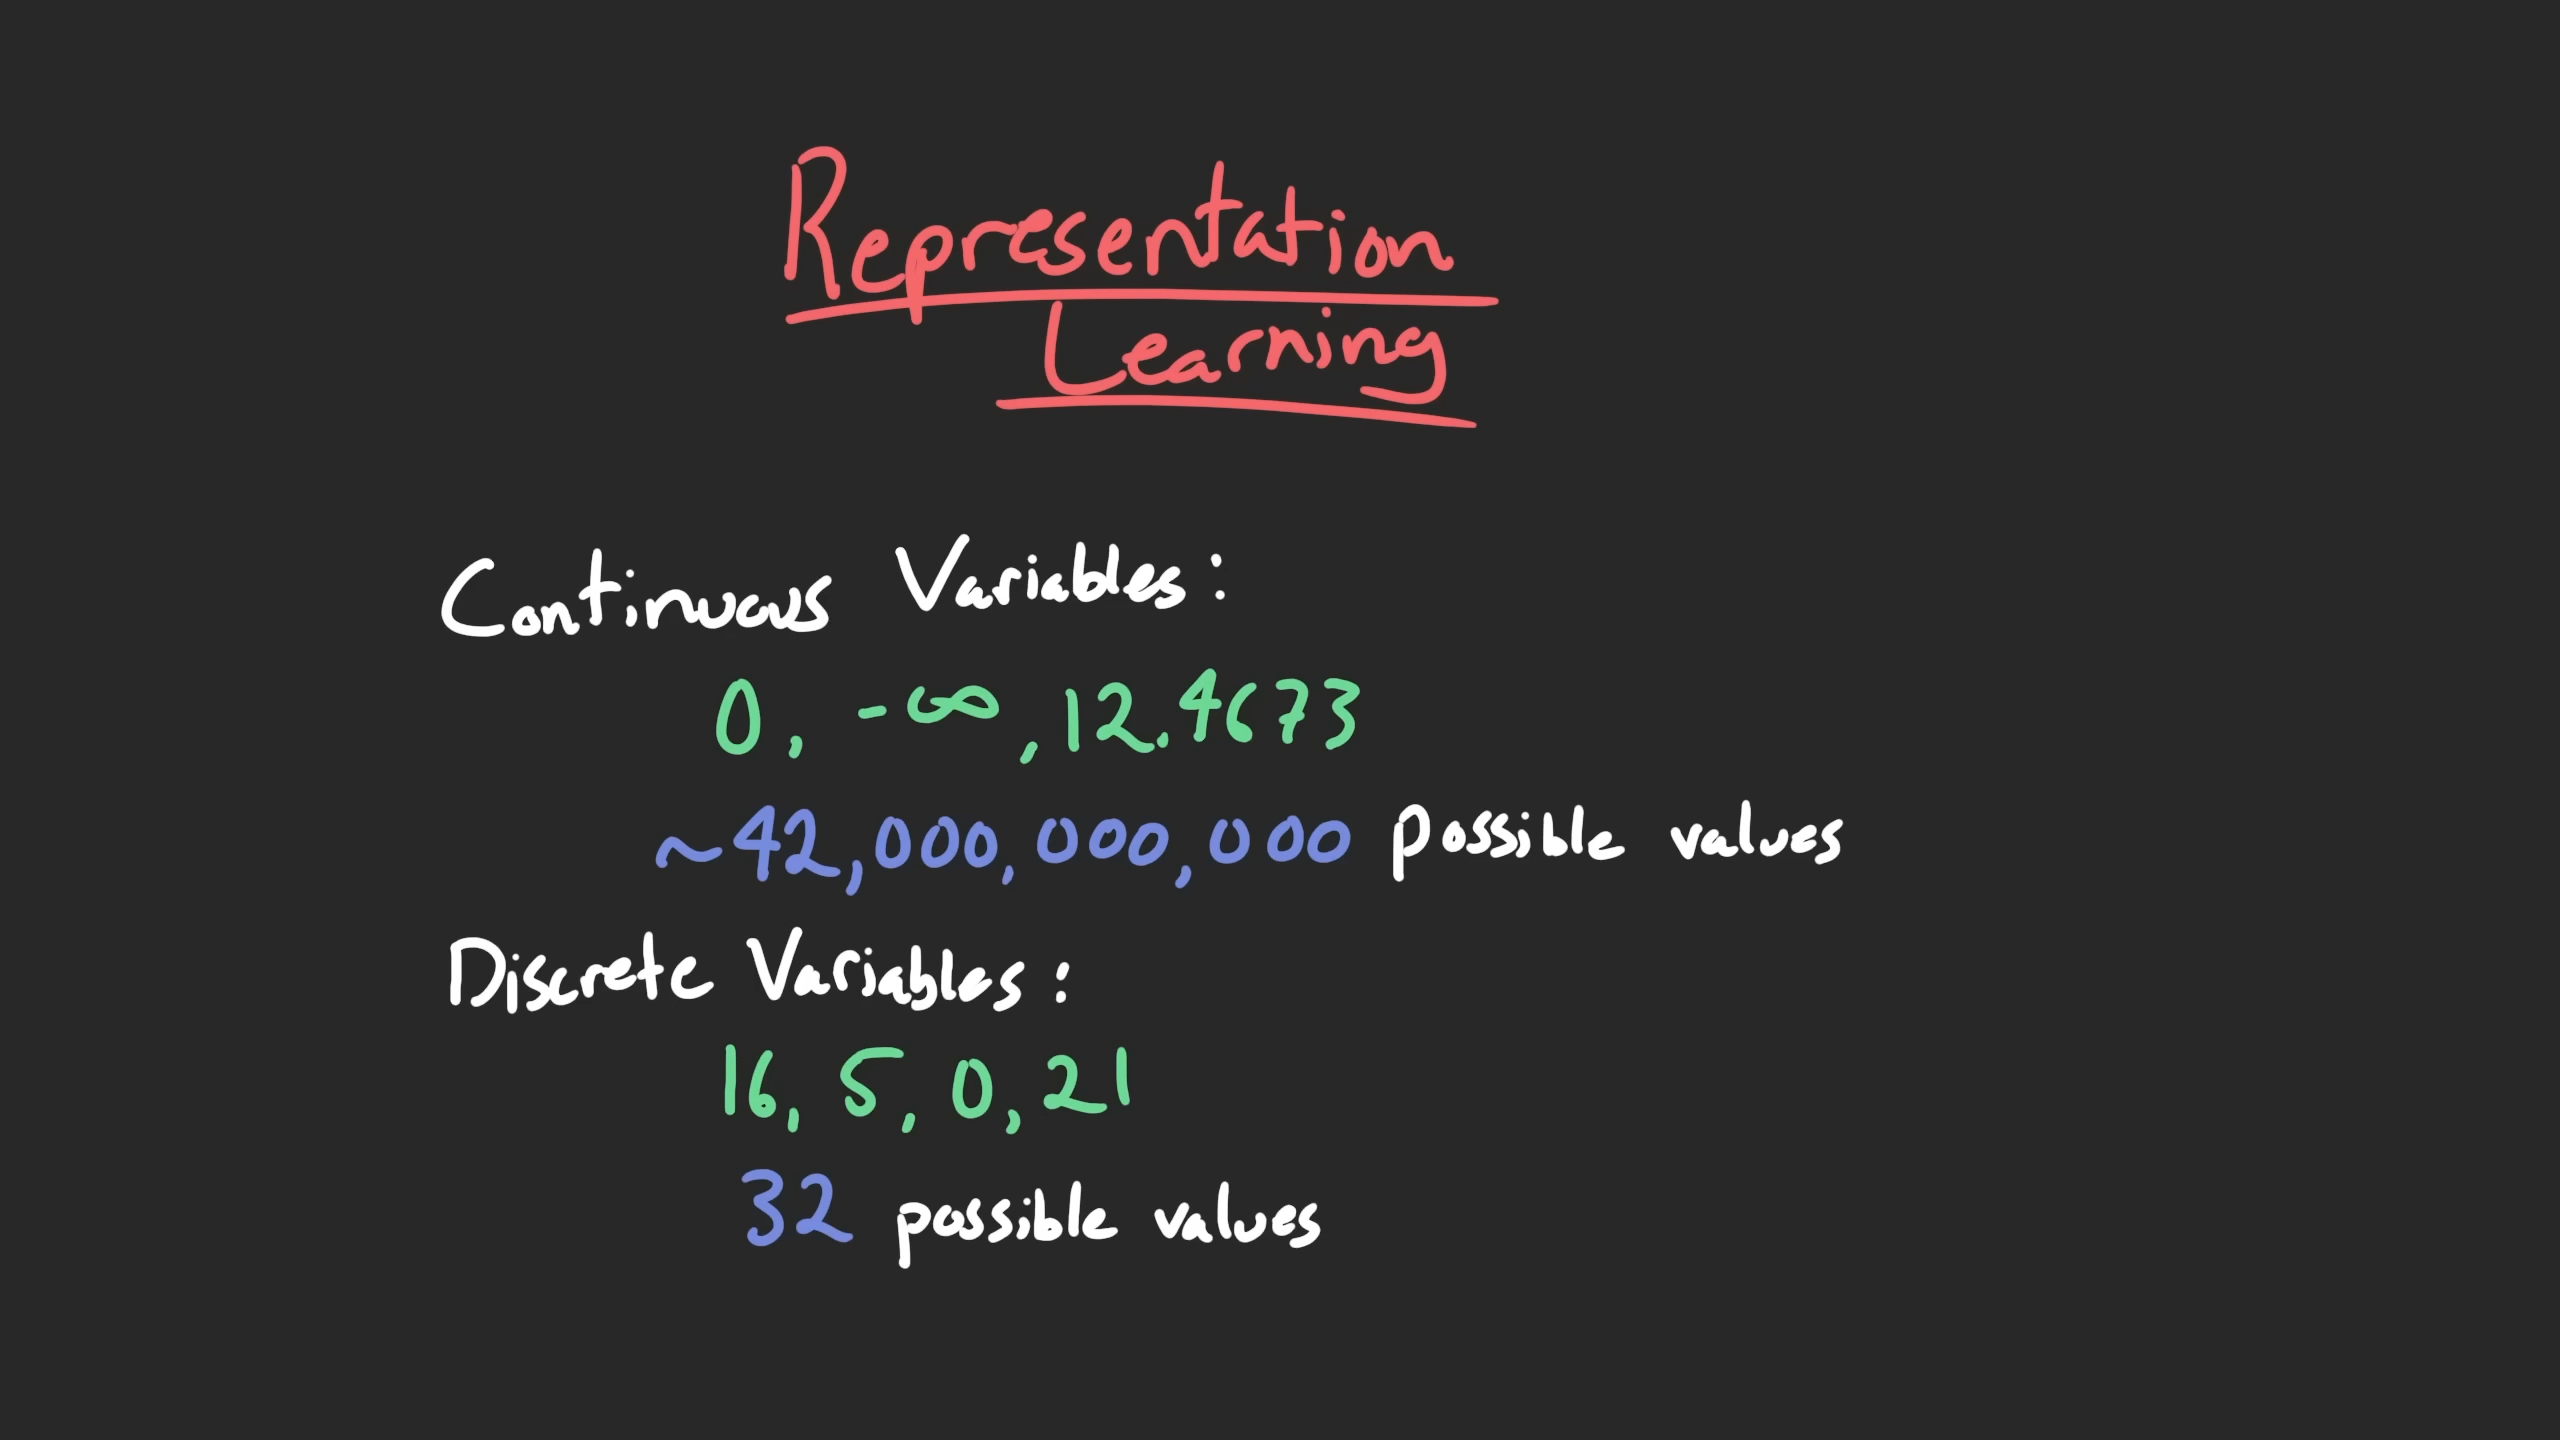 Representation
Learning
Continuous Variables:
0, -∞, 12.4673
~42,000,000,000 possible values
Discrete Variables:
16, 5, 0, 21
32 possible values